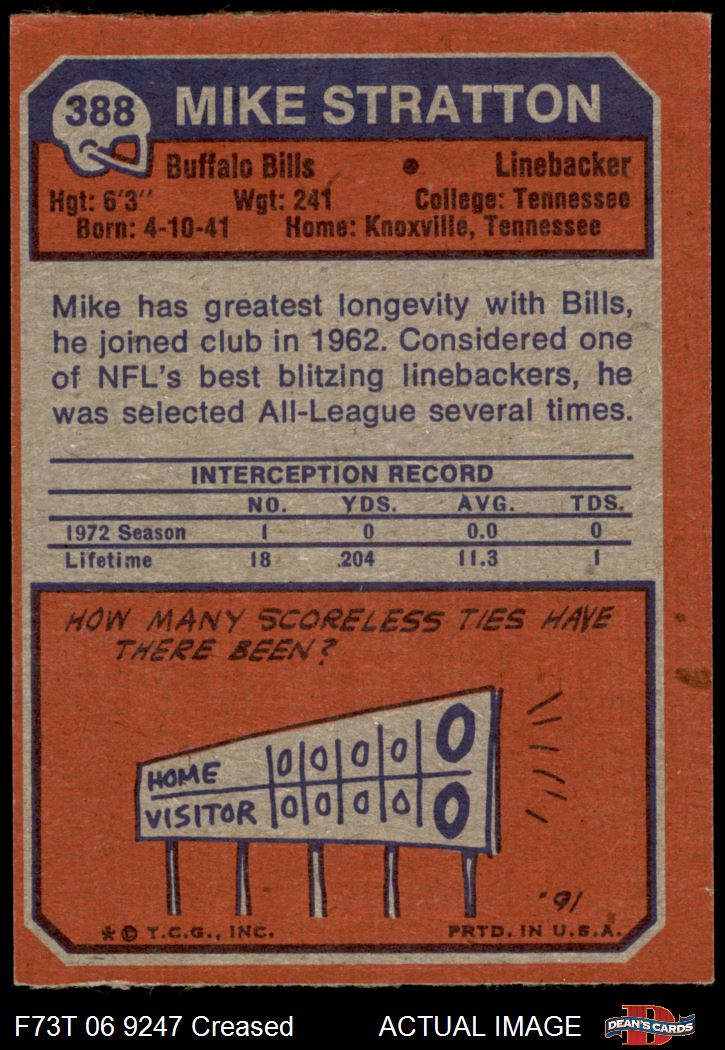 388 MIKE STRATTON
Buffalo Bills • Linebacker
Hgt: 6'3" Wgt: 241 College: Tennessee
Born: 4-10-41 Home: Knoxville, Tennessee
Mike has greatest longevity with Bills,
he joined club in 1962. Considered one
of NFL's best blitzing linebackers, he
was selected All-League several times.
INTERCEPTION RECORD
NO. YDS. AVG. TDS.
1972 Season 1 0 0.0 0
Lifetime 18 204 11.3 1
HOW MANY SCORELESS TIES HAVE
THERE BEEN?
HOME 0 0 0 0 0
VISITOR 0 0 0 0 0
'91
* © T.C.G., INC. PRTD. IN U.S.A.
F73T 06 9247 Creased ACTUAL IMAGE DEAN'S CARDS